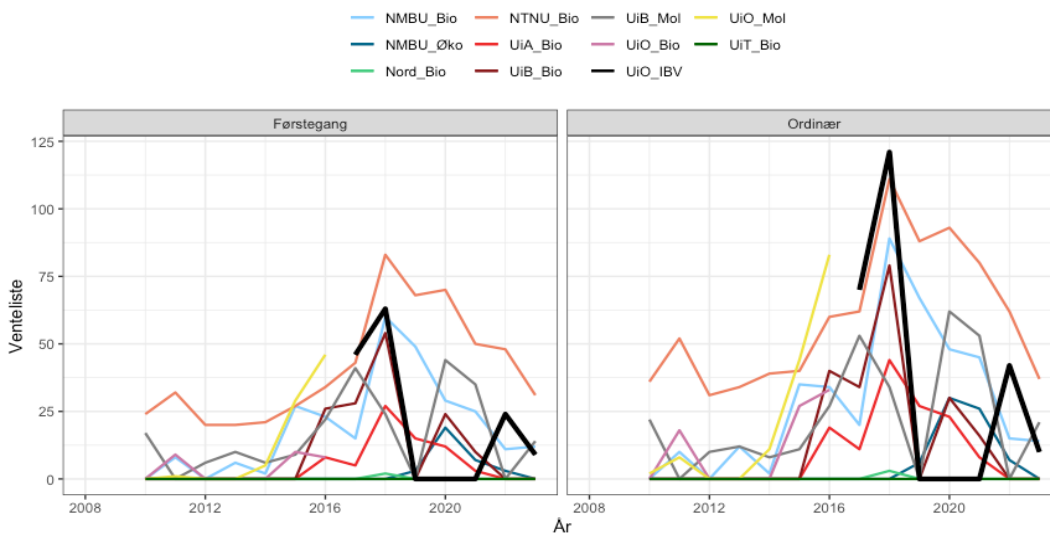 NMBU_Bio NTNU_Bio UiB_Mol UiO_Mol
NMBU_Øko UiA_Bio UiO_Bio UiT_Bio
Nord_Bio UiB_Bio UiO_IBV
Førstegang Ordinær
125
100
75
50
25
0
Venteliste
2008 2012 2016 2020 2008 2012 2016 2020
År